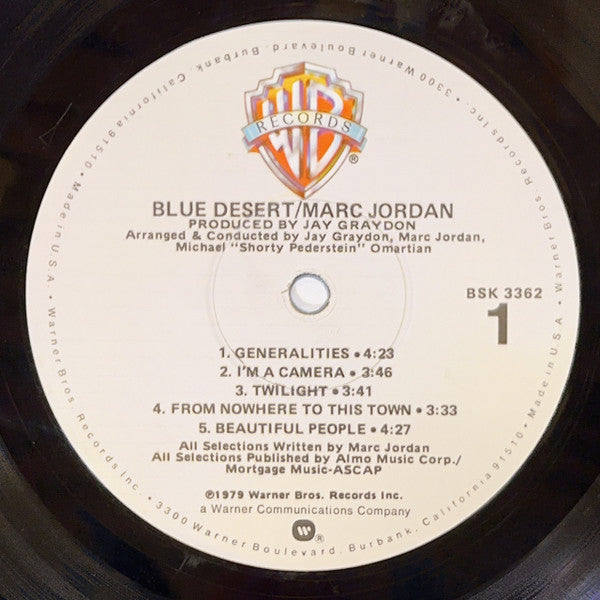 WB
RECORDS
®
BLUE DESERT/MARC JORDAN
PRODUCED BY JAY GRAYDON
Arranged & Conducted by Jay Graydon, Marc Jordan,
Michael "Shorty Pederstein" Omartian
BSK 3362
1
1. GENERALITIES • 4:23
2. I'M A CAMERA • 3:46
3. TWILIGHT • 3:41
4. FROM NOWHERE TO THIS TOWN • 3:33
5. BEAUTIFUL PEOPLE • 4:27
All Selections Written by Marc Jordan
All Selections Published by Almo Music Corp./
Mortgage Music-ASCAP
℗1979 Warner Bros. Records Inc.
a Warner Communications Company
W®
Warner Bros. Records Inc. • 3300 Warner Boulevard, Burbank, California 91510 • Made in U.S.A. • Warner Bros. Records Inc. • 3300 Warner Boulevard, Burbank, California 91510 • Made in U.S.A. •